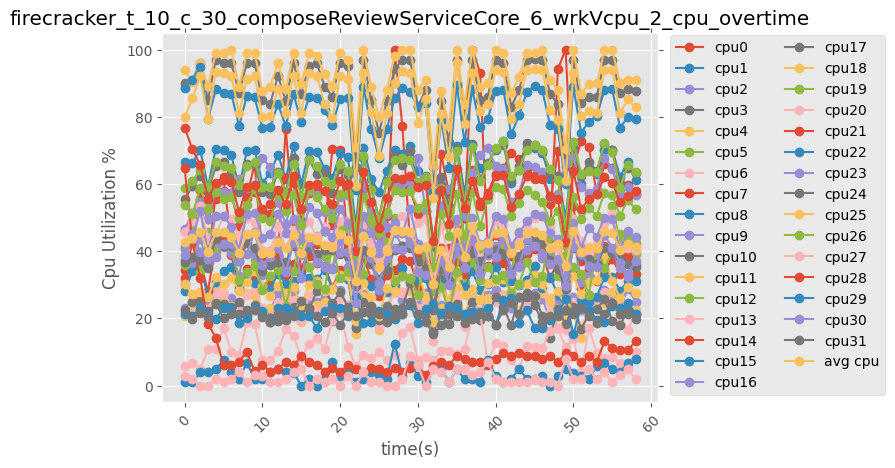 firecracker_t_10_c_30_composeReviewServiceCore_6_wrkVcpu_2_cpu_overtime
100
80
60
40
20
0
Cpu Utilization %
0
10
20
30
40
50
60
time(s)
cpu0
cpu1
cpu2
cpu3
cpu4
cpu5
cpu6
cpu7
cpu8
cpu9
cpu10
cpu11
cpu12
cpu13
cpu14
cpu15
cpu16
cpu17
cpu18
cpu19
cpu20
cpu21
cpu22
cpu23
cpu24
cpu25
cpu26
cpu27
cpu28
cpu29
cpu30
cpu31
avg cpu